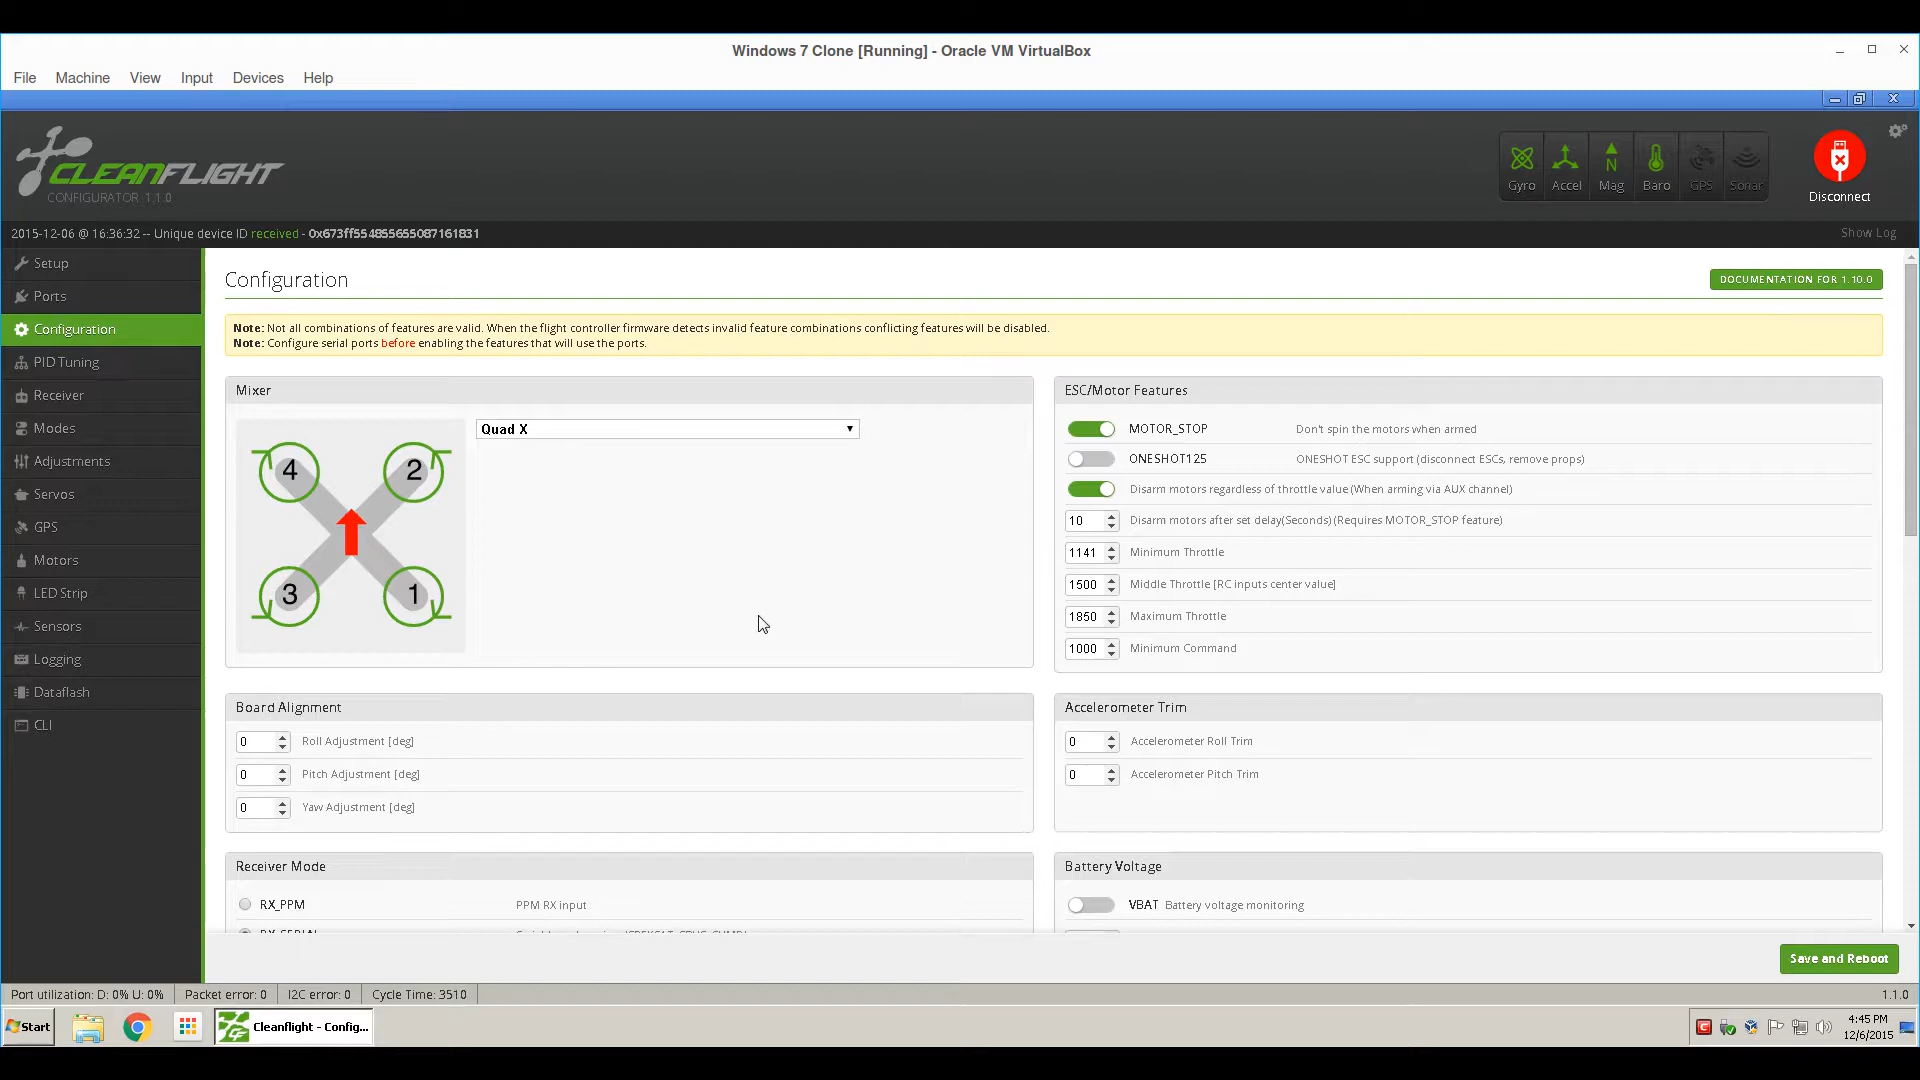 Windows 7 Clone [Running] - Oracle VM VirtualBox
File Machine View Input Devices Help
CLEANFLIGHT
CONFIGURATOR 1.1.0
Gyro Accel Mag Baro GPS Sonar
Disconnect
2015-12-06 @ 16:36:32 -- Unique device ID received - 0x673ff554855655087161831
Show Log
Setup
Ports
Configuration
PID Tuning
Receiver
Modes
Adjustments
Servos
GPS
Motors
LED Strip
Sensors
Logging
Dataflash
CLI
Configuration
DOCUMENTATION FOR 1.10.0
Note: Not all combinations of features are valid. When the flight controller firmware detects invalid feature combinations conflicting features will be disabled.
Note: Configure serial ports before enabling the features that will use the ports.
Mixer
Quad X
4 2
3 1
ESC/Motor Features
MOTOR_STOP Don't spin the motors when armed
ONESHOT125 ONESHOT ESC support (disconnect ESCs, remove props)
Disarm motors regardless of throttle value (When arming via AUX channel)
10 Disarm motors after set delay(Seconds) (Requires MOTOR_STOP feature)
1141 Minimum Throttle
1500 Middle Throttle [RC inputs center value]
1850 Maximum Throttle
1000 Minimum Command
Board Alignment
0 Roll Adjustment [deg]
0 Pitch Adjustment [deg]
0 Yaw Adjustment [deg]
Accelerometer Trim
0 Accelerometer Roll Trim
0 Accelerometer Pitch Trim
Receiver Mode
RX_PPM PPM RX input
RX_SERIAL
Battery Voltage
VBAT Battery voltage monitoring
Save and Reboot
Port utilization: D: 0% U: 0% Packet error: 0 I2C error: 0 Cycle Time: 3510
1.1.0
Start
Cleanflight - Config...
4:45 PM
12/6/2015